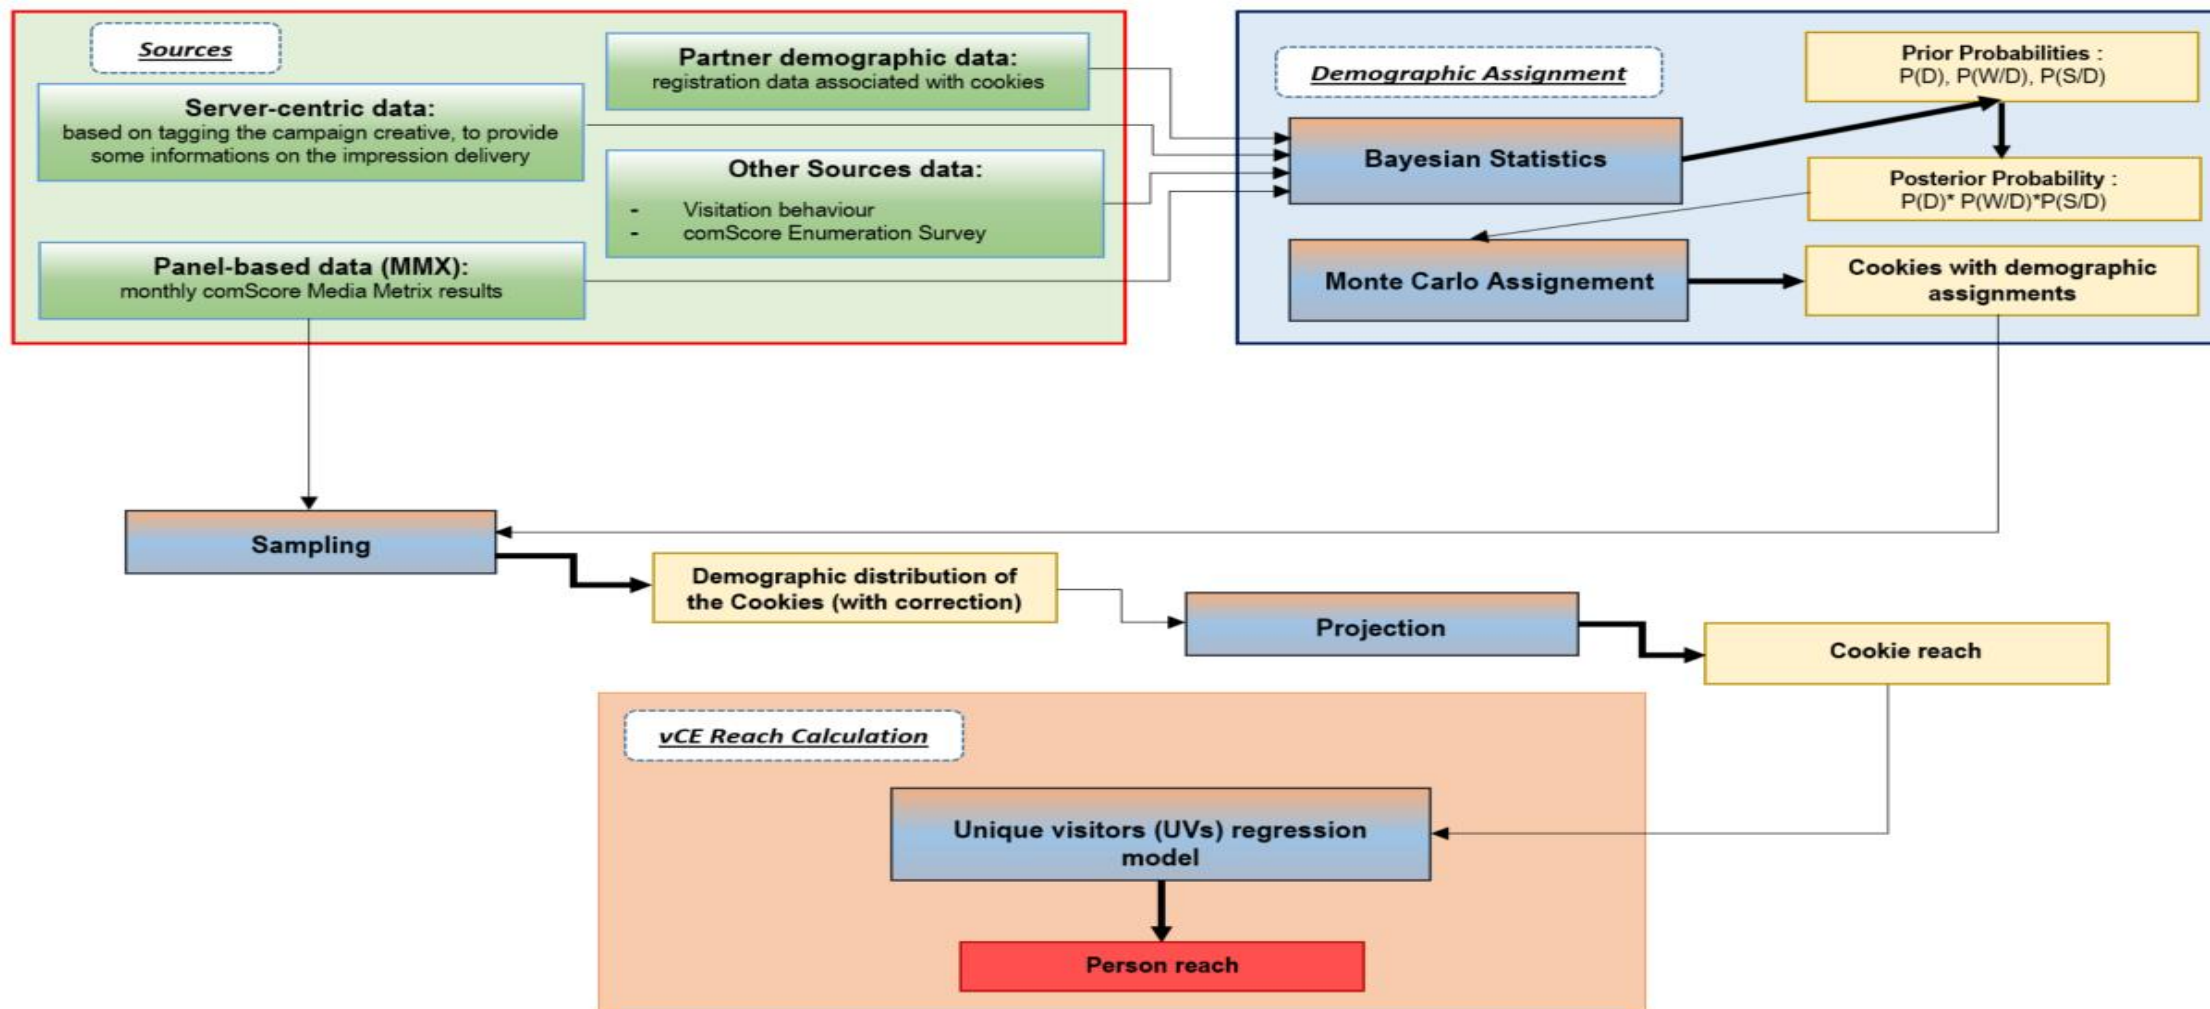 Sources
Partner demographic data:
registration data associated with cookies
Server-centric data:
based on tagging the campaign creative, to provide
some informations on the impression delivery
Other Sources data:
- Visitation behaviour
- comScore Enumeration Survey
Panel-based data (MMX):
monthly comScore Media Metrix results
Demographic Assignment
Prior Probabilities :
P(D), P(W/D), P(S/D)
Bayesian Statistics
Posterior Probability :
P(D)* P(W/D)*P(S/D)
Monte Carlo Assignement
Cookies with demographic
assignments
Sampling
Demographic distribution of
the Cookies (with correction)
Projection
Cookie reach
vCE Reach Calculation
Unique visitors (UVs) regression
model
Person reach